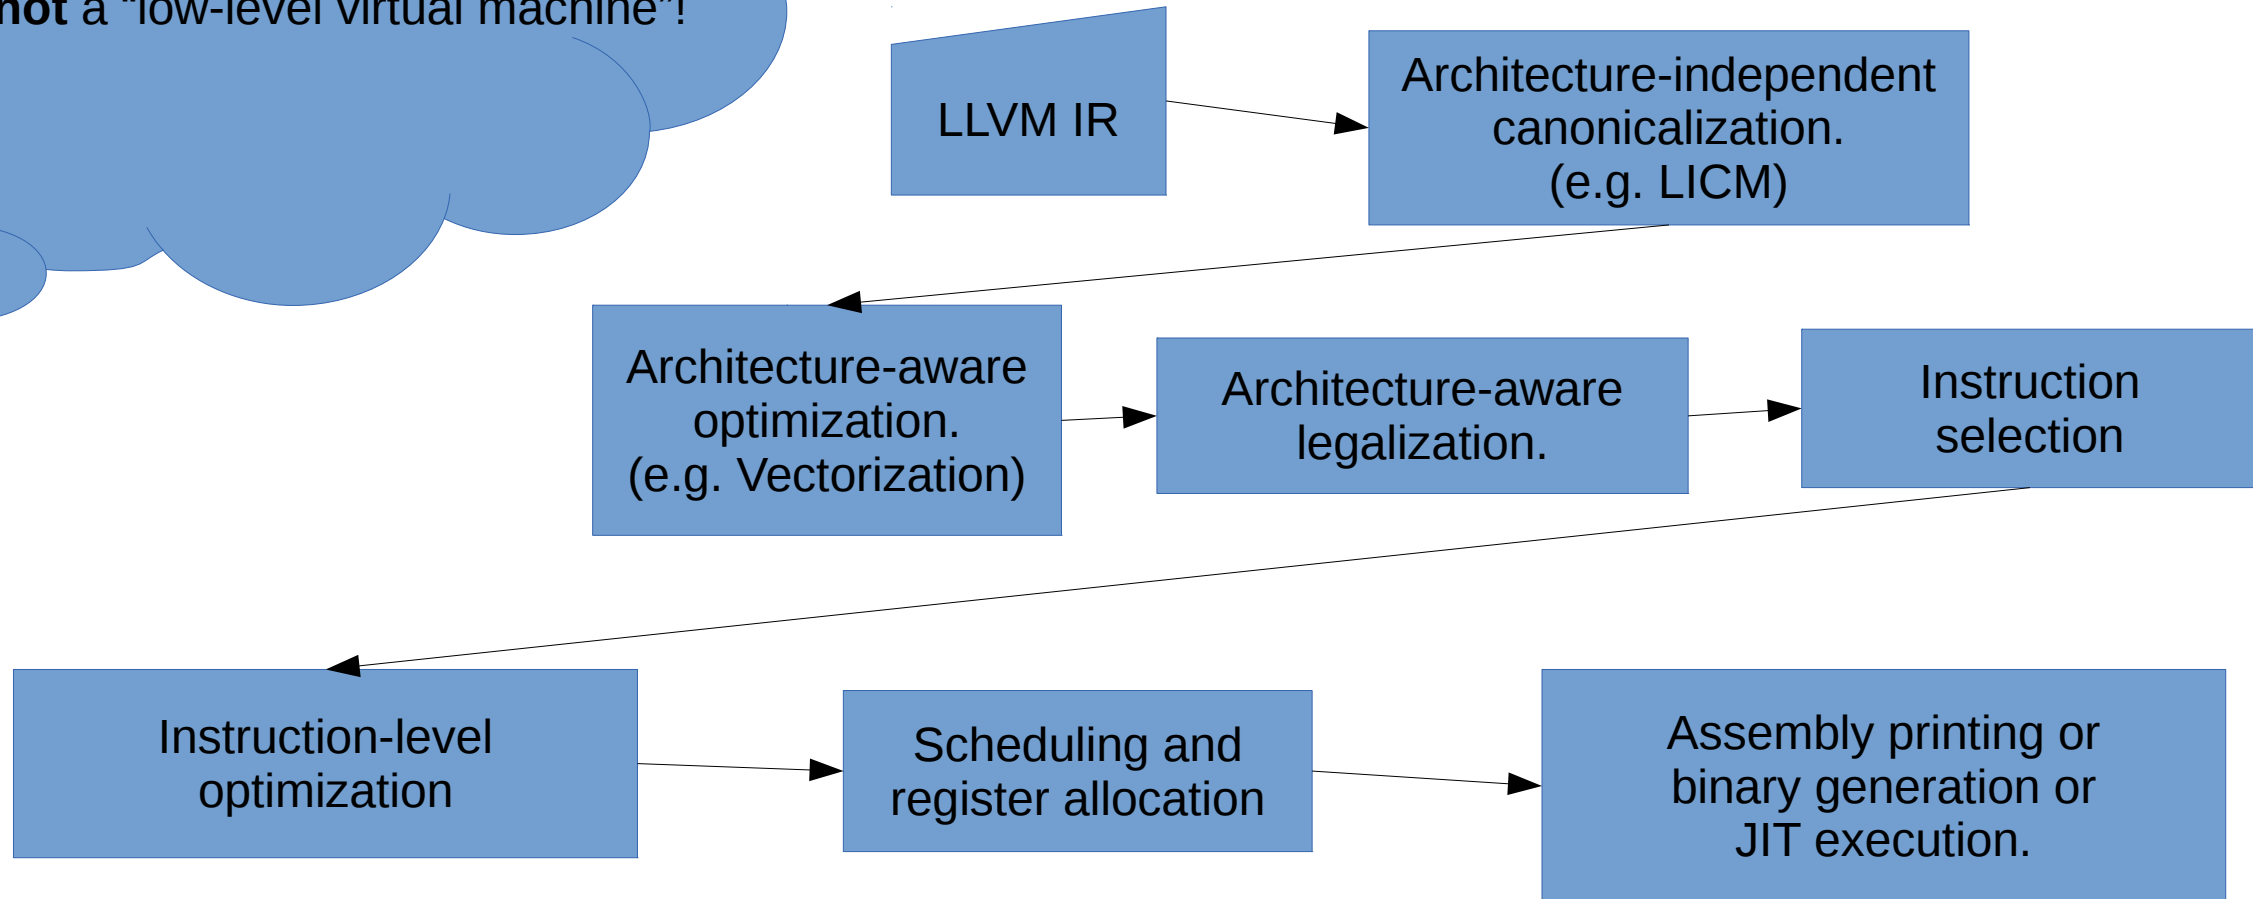 not a “low-level virtual machine”!
LLVM IR
Architecture-independent
canonicalization.
(e.g. LICM)
Architecture-aware
optimization.
(e.g. Vectorization)
Architecture-aware
legalization.
Instruction
selection
Instruction-level
optimization
Scheduling and
register allocation
Assembly printing or
binary generation or
JIT execution.